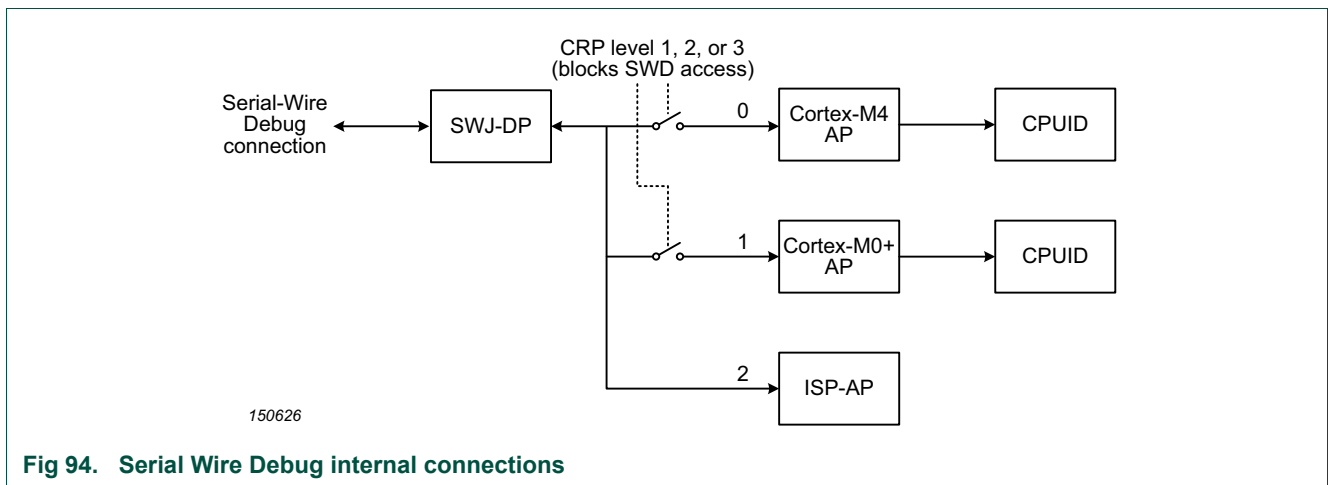 CRP level 1, 2, or 3
(blocks SWD access)
Serial-Wire
Debug
connection
SWJ-DP
0
Cortex-M4
AP
CPUID
1
Cortex-M0+
AP
CPUID
2
ISP-AP
150626
Fig 94. Serial Wire Debug internal connections